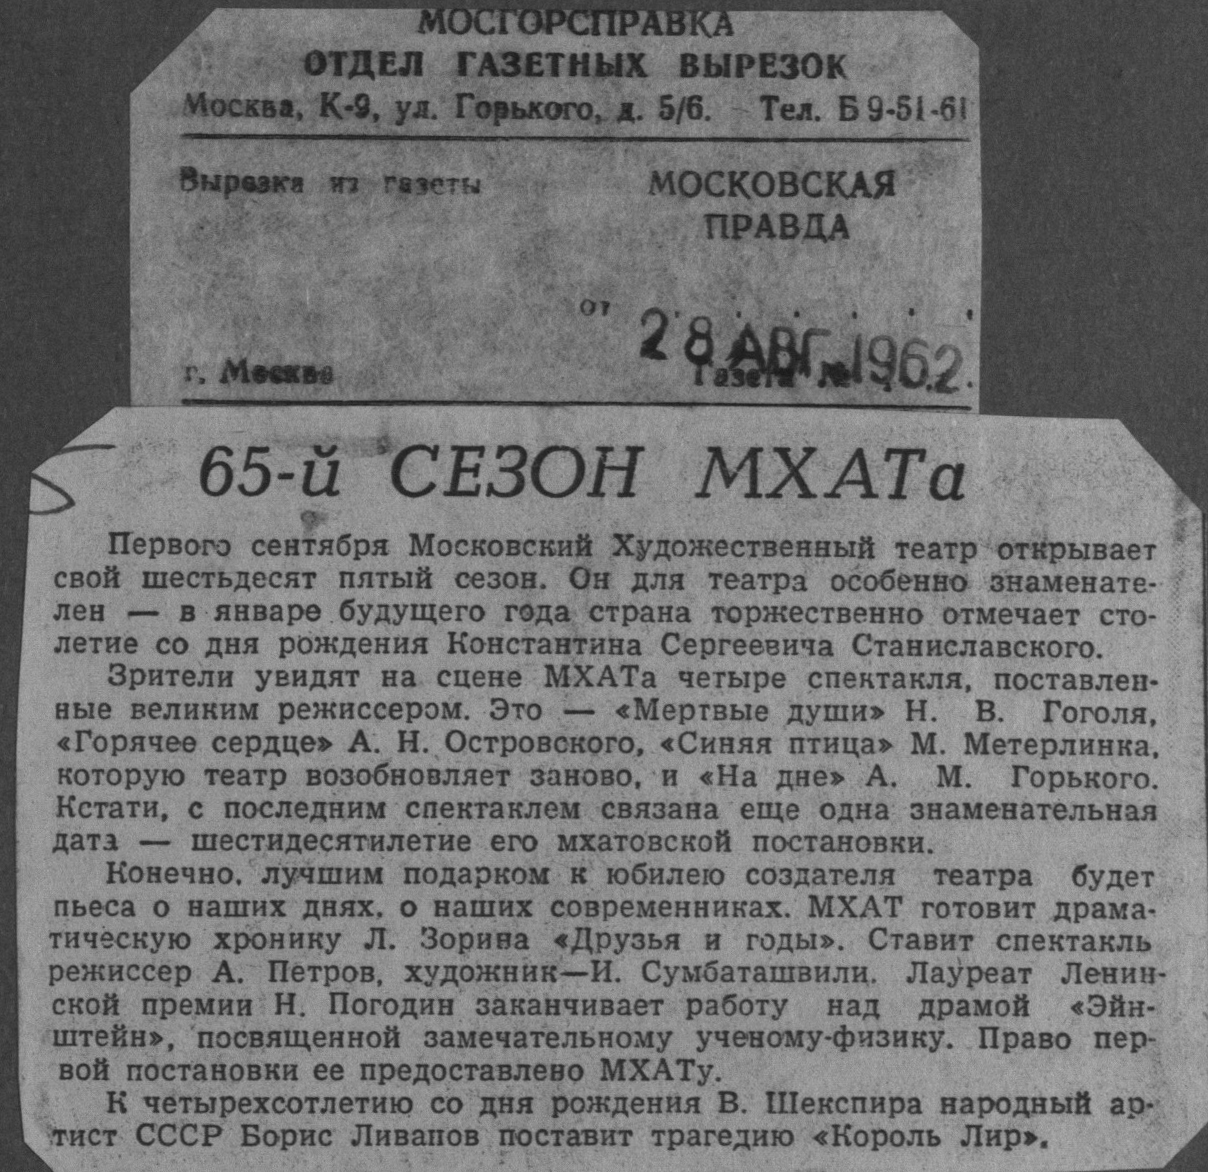 МОСГОРСПРАВКА
ОТДЕЛ ГАЗЕТНЫХ ВЫРЕЗОК
Москва, К-9, ул. Горького, д. 5/6. Тел. Б 9-51-61
Вырезка из газеты
МОСКОВСКАЯ
ПРАВДА
от 28 АВГ. 1962
г. Москва Газета №
65-й СЕЗОН МХАТа
Первого сентября Московский Художественный театр открывает
свой шестьдесят пятый сезон. Он для театра особенно знаменате-
лен — в январе будущего года страна торжественно отмечает сто-
летие со дня рождения Константина Сергеевича Станиславского.
Зрители увидят на сцене МХАТа четыре спектакля, поставлен-
ные великим режиссером. Это — «Мертвые души» Н. В. Гоголя,
«Горячее сердце» А. Н. Островского, «Синяя птица» М. Метерлинка,
которую театр возобновляет заново, и «На дне» А. М. Горького.
Кстати, с последним спектаклем связана еще одна знаменательная
дата — шестидесятилетие его мхатовской постановки.
Конечно, лучшим подарком к юбилею создателя театра будет
пьеса о наших днях, о наших современниках. МХАТ готовит драма-
тическую хронику Л. Зорина «Друзья и годы». Ставит спектакль
режиссер А. Петров, художник—И. Сумбаташвили. Лауреат Ленин-
ской премии Н. Погодин заканчивает работу над драмой «Эйн-
штейн», посвященной замечательному ученому-физику. Право пер-
вой постановки ее предоставлено МХАТу.
К четырехсотлетию со дня рождения В. Шекспира народный ар-
тист СССР Борис Ливанов поставит трагедию «Король Лир».